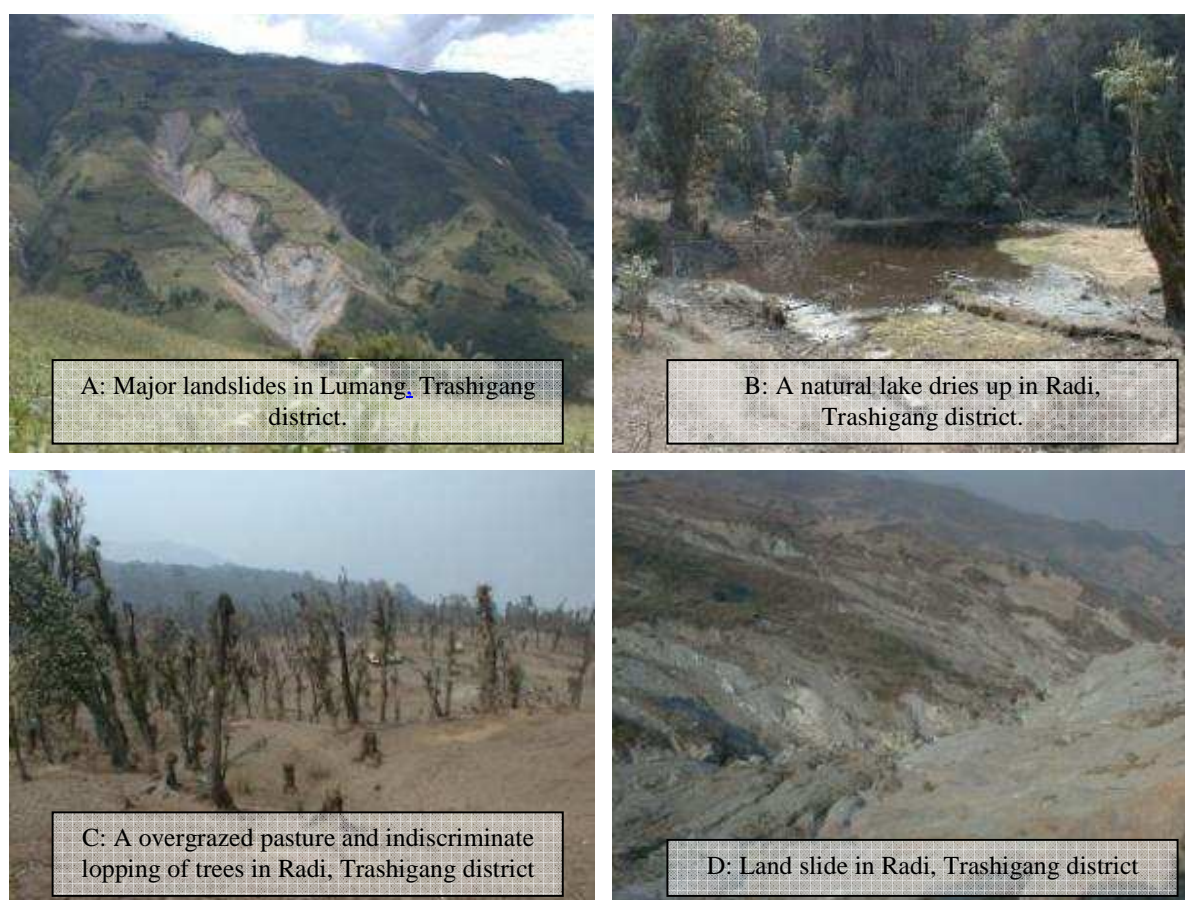 A: Major landslides in Lumang, Trashigang
district.
B: A natural lake dries up in Radi,
Trashigang district.
C: A overgrazed pasture and indiscriminate
lopping of trees in Radi, Trashigang district
D: Land slide in Radi, Trashigang district